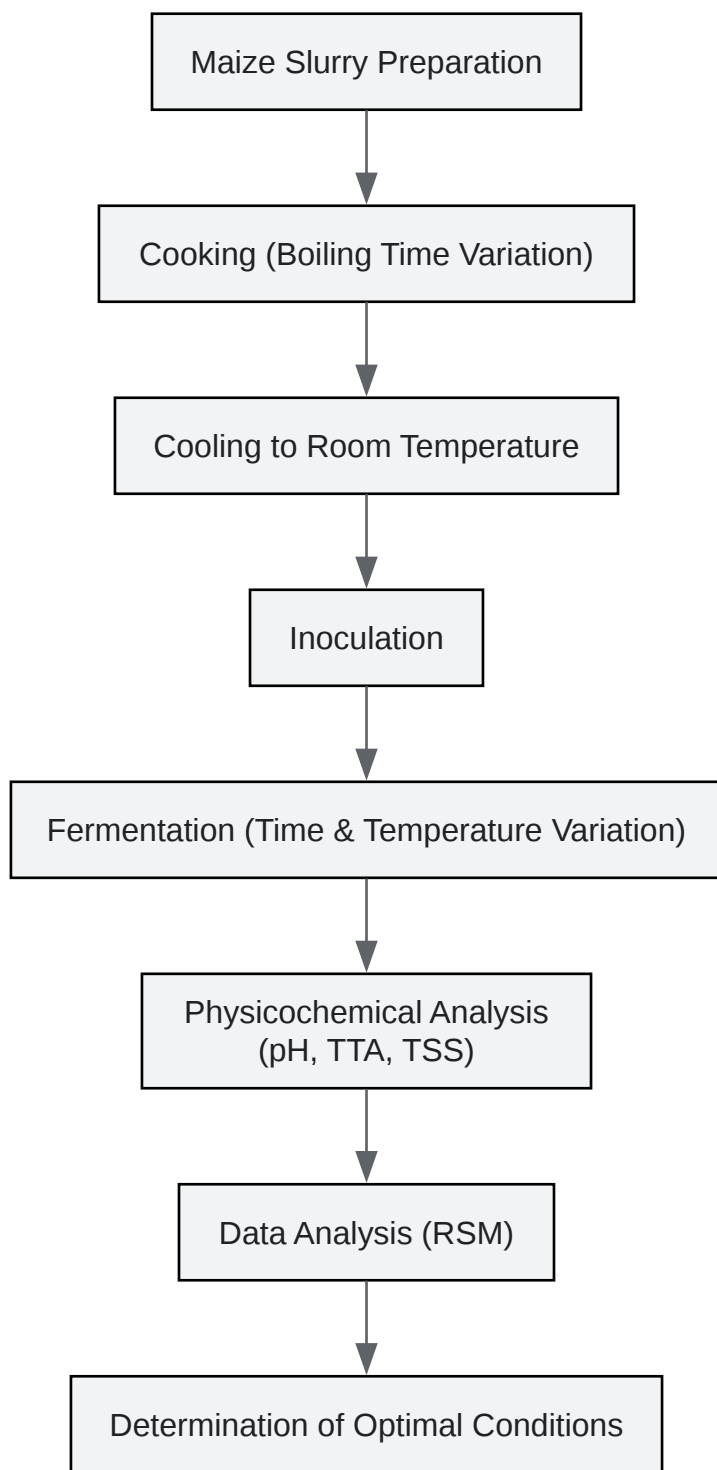 Maize Slurry Preparation
Cooking (Boiling Time Variation)
Cooling to Room Temperature
Inoculation
Fermentation (Time & Temperature Variation)
Physicochemical Analysis
(pH, TTA, TSS)
Data Analysis (RSM)
Determination of Optimal Conditions